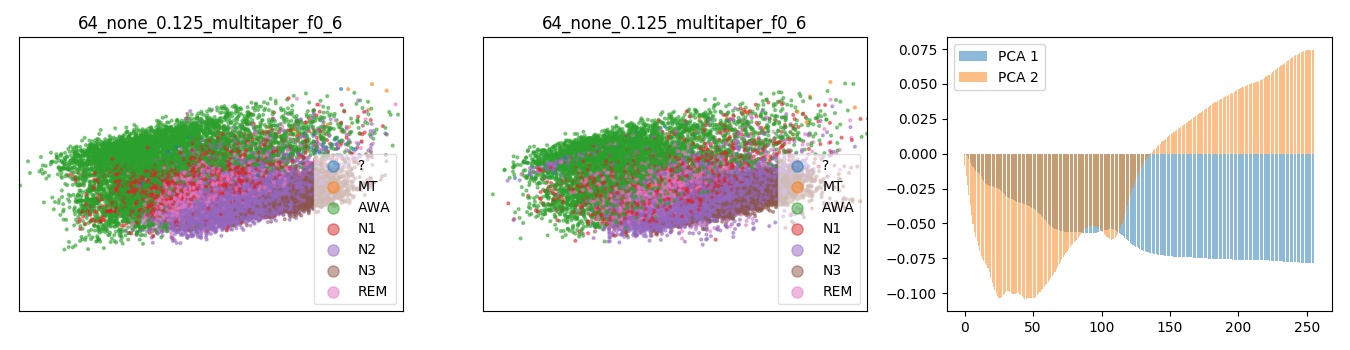 64_none_0.125_multitaper_f0_6
?
MT
AWA
N1
N2
N3
REM
64_none_0.125_multitaper_f0_6
?
MT
AWA
N1
N2
N3
REM
PCA 1
PCA 2
0.075
0.050
0.025
0.000
−0.025
−0.050
−0.075
−0.100
0 50 100 150 200 250